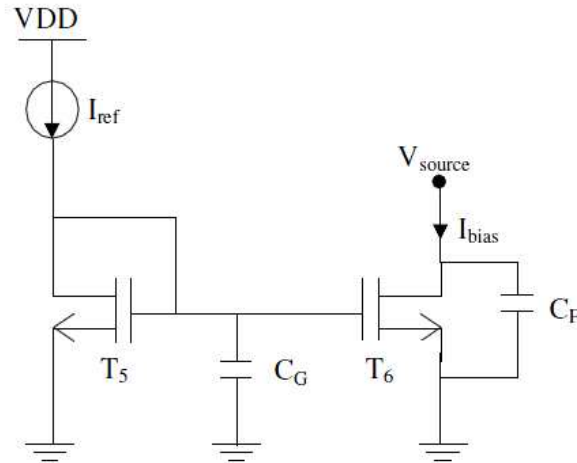 VDD
Iref
Vsource
Ibias
T5
CG
T6
CP